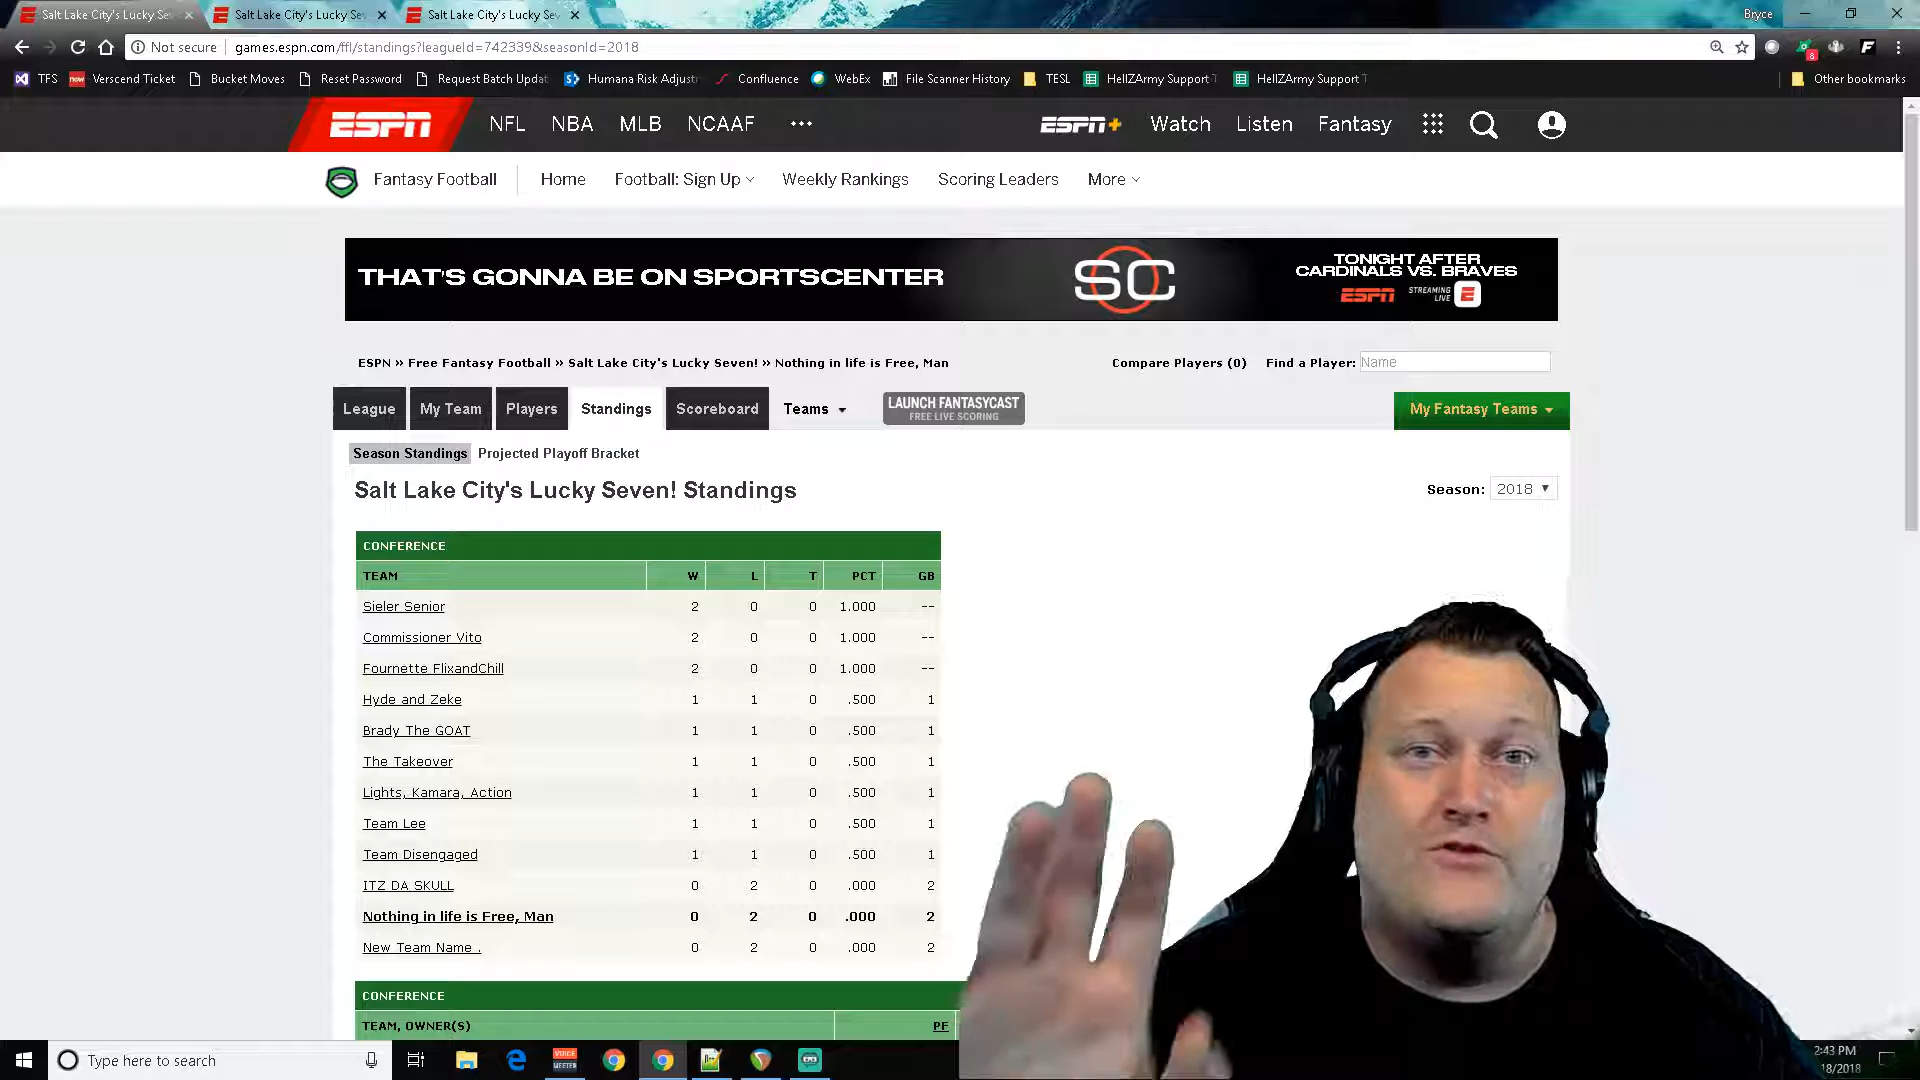 Salt Lake City's Lucky Se
Salt Lake City's Lucky Se
Salt Lake City's Lucky Se
Bryce
Not secure
games.espn.com/ffl/standings?leagueId=742339&seasonId=2018
TFS
now
Verscend Ticket
Bucket Moves
Reset Password
Request Batch Updat
Humana Risk Adjustr
Confluence
WebEx
File Scanner History
TESL
HellZArmy Support T
HellZArmy Support T
Other bookmarks
ESPN
NFL
NBA
MLB
NCAAF
•••
ESPN+
Watch
Listen
Fantasy
Fantasy Football
Home
Football: Sign Up
Weekly Rankings
Scoring Leaders
More
THAT'S GONNA BE ON SPORTSCENTER
SC
TONIGHT AFTER
CARDINALS VS. BRAVES
ESPN
STREAMING
LIVE
E
ESPN » Free Fantasy Football » Salt Lake City's Lucky Seven! » Nothing in life is Free, Man
Compare Players (0)
Find a Player:
Name
League
My Team
Players
Standings
Scoreboard
Teams
LAUNCH FANTASYCAST
FREE LIVE SCORING
My Fantasy Teams
Season Standings
Projected Playoff Bracket
Salt Lake City's Lucky Seven! Standings
Season:
2018
CONFERENCE
TEAM W L T PCT GB
Sieler Senior 2 0 0 1.000 --
Commissioner Vito 2 0 0 1.000 --
Fournette FlixandChill 2 0 0 1.000 --
Hyde and Zeke 1 1 0 .500 1
Brady The GOAT 1 1 0 .500 1
The Takeover 1 1 0 .500 1
Lights, Kamara, Action 1 1 0 .500 1
Team Lee 1 1 0 .500 1
Team Disengaged 1 1 0 .500 1
ITZ DA SKULL 0 2 0 .000 2
Nothing in life is Free, Man 0 2 0 .000 2
New Team Name . 0 2 0 .000 2
CONFERENCE
TEAM, OWNER(S) PF
Type here to search
VOICE
MEETER
2:43 PM
18/2018